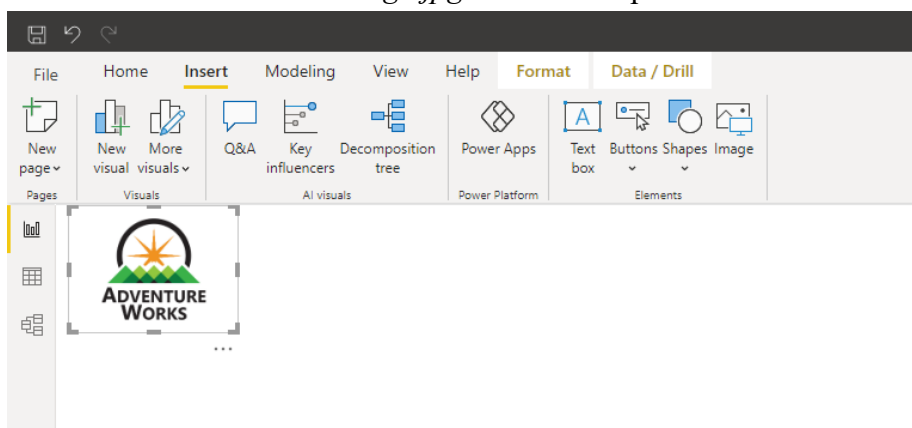 File Home Insert Modeling View Help Format Data / Drill
New page
New visual
More visuals
Q&A
Key influencers
Decomposition tree
Power Apps
Text box
Buttons
Shapes
Image
Pages
Visuals
AI visuals
Power Platform
Elements
ADVENTURE
WORKS